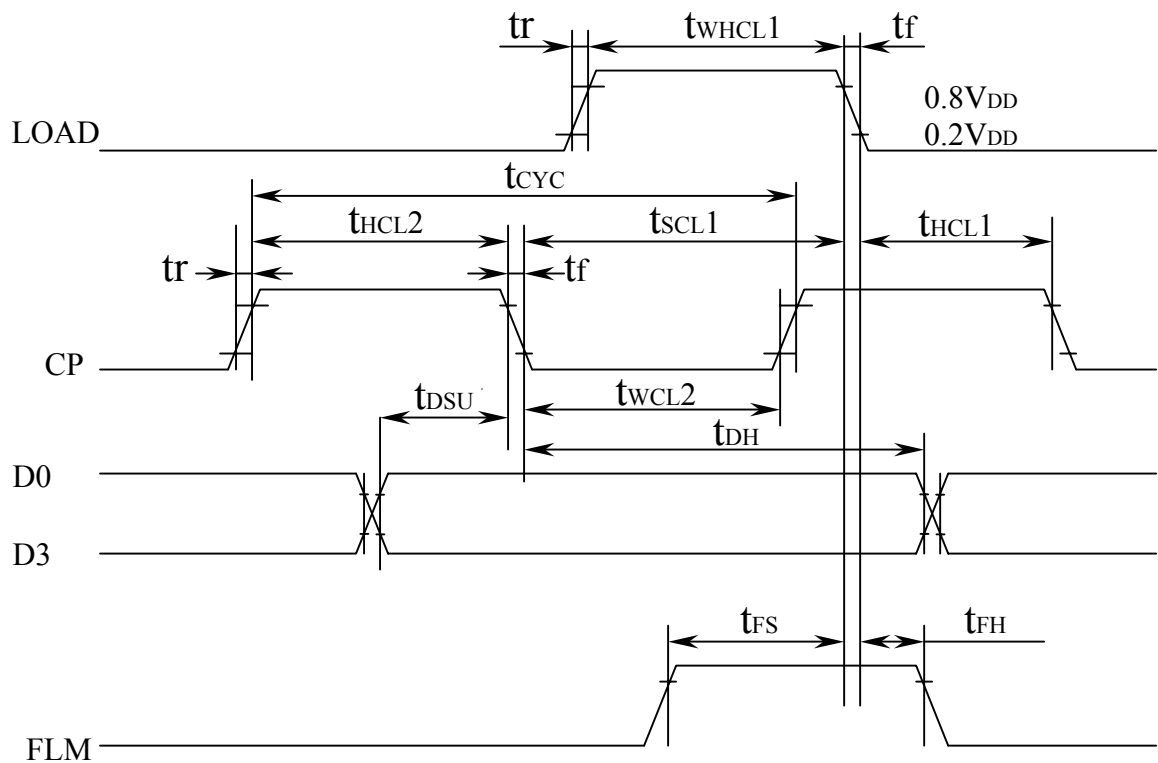 tr tWHCL1 tf
0.8VDD
LOAD 0.2VDD
tCYC
tHCL2 tSCL1 tHCL1
tr tf
CP
tDSU tWCL2
tDH
D0
D3
tFS tFH
FLM